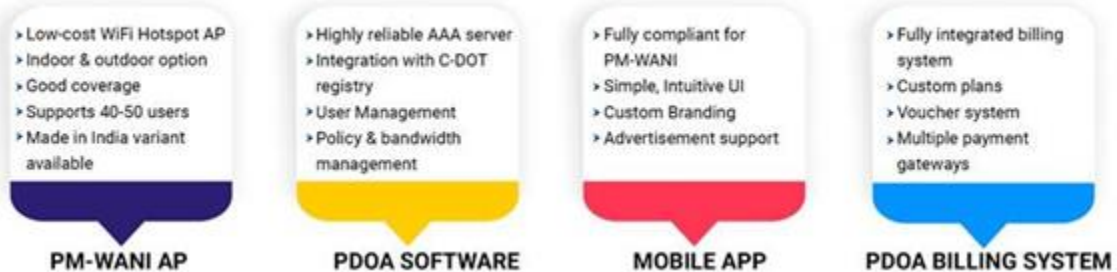 › Low-cost WiFi Hotspot AP
› Indoor & outdoor option
› Good coverage
› Supports 40-50 users
› Made in India variant
available
PM-WANI AP
› Highly reliable AAA server
› Integration with C-DOT
registry
› User Management
› Policy & bandwidth
management
PDOA SOFTWARE
› Fully compliant for
PM-WANI
› Simple, Intuitive UI
› Custom Branding
› Advertisement support
MOBILE APP
› Fully integrated billing
system
› Custom plans
› Voucher system
› Multiple payment
gateways
PDOA BILLING SYSTEM